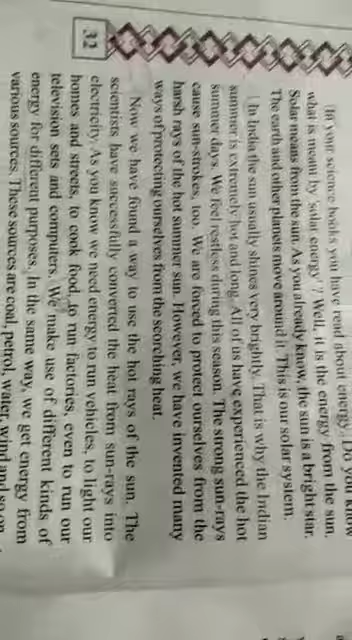 In your science books you have read about energy. Do you know
what is meant by 'solar energy'? Well, it is the energy from the sun.
Solar means from the sun. As you already know, the sun is a bright star.
The earth and other planets move around it. This is our solar system.
In India the sun usually shines very brightly. That is why the Indian
summer is extremely hot and long. All of us have experienced the hot
summer days. We feel restless during this season. The strong sun-rays
cause sun-strokes, too. We are forced to protect ourselves from the
harsh rays of the hot summer sun. However, we have invented many
ways of protecting ourselves from the scorching heat.
Now we have found a way to use the hot rays of the sun. The
scientists have successfully converted the heat from sun-rays into
electricity. As you know we need energy to run vehicles, to light our
homes and streets, to cook food, to run factories, even to run our
television sets and computers. We make use of different kinds of
energy for different purposes. In the same way, we get energy from
various sources. These sources are coal, petrol, water, wind and so on.
32